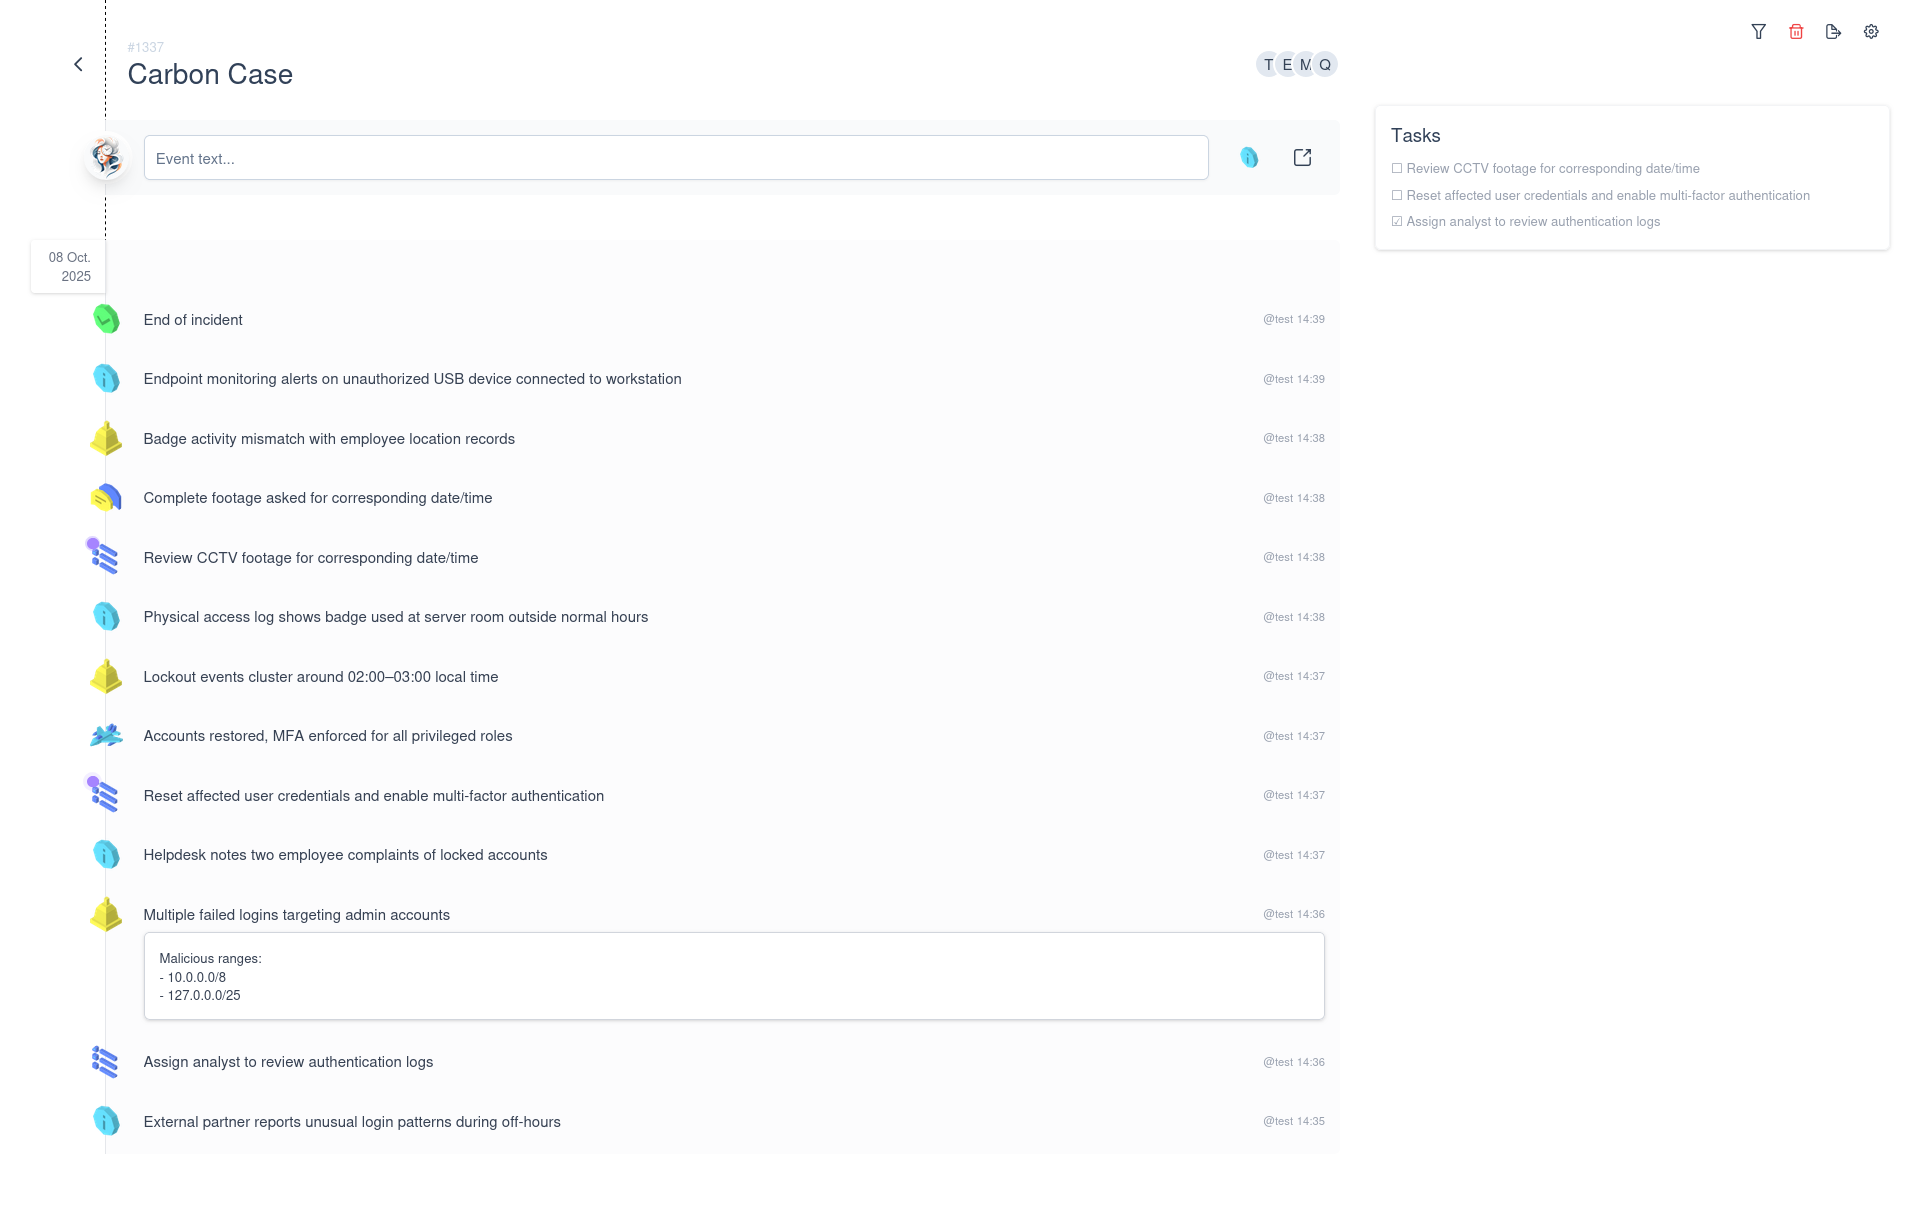 #1337
Carbon Case
T E M Q
Event text...
Tasks
☐ Review CCTV footage for corresponding date/time
☐ Reset affected user credentials and enable multi-factor authentication
☑ Assign analyst to review authentication logs
08 Oct.
2025
End of incident @test 14:39
Endpoint monitoring alerts on unauthorized USB device connected to workstation @test 14:39
Badge activity mismatch with employee location records @test 14:38
Complete footage asked for corresponding date/time @test 14:38
Review CCTV footage for corresponding date/time @test 14:38
Physical access log shows badge used at server room outside normal hours @test 14:38
Lockout events cluster around 02:00–03:00 local time @test 14:37
Accounts restored, MFA enforced for all privileged roles @test 14:37
Reset affected user credentials and enable multi-factor authentication @test 14:37
Helpdesk notes two employee complaints of locked accounts @test 14:37
Multiple failed logins targeting admin accounts @test 14:36
Malicious ranges:
- 10.0.0.0/8
- 127.0.0.0/25
Assign analyst to review authentication logs @test 14:36
External partner reports unusual login patterns during off-hours @test 14:35